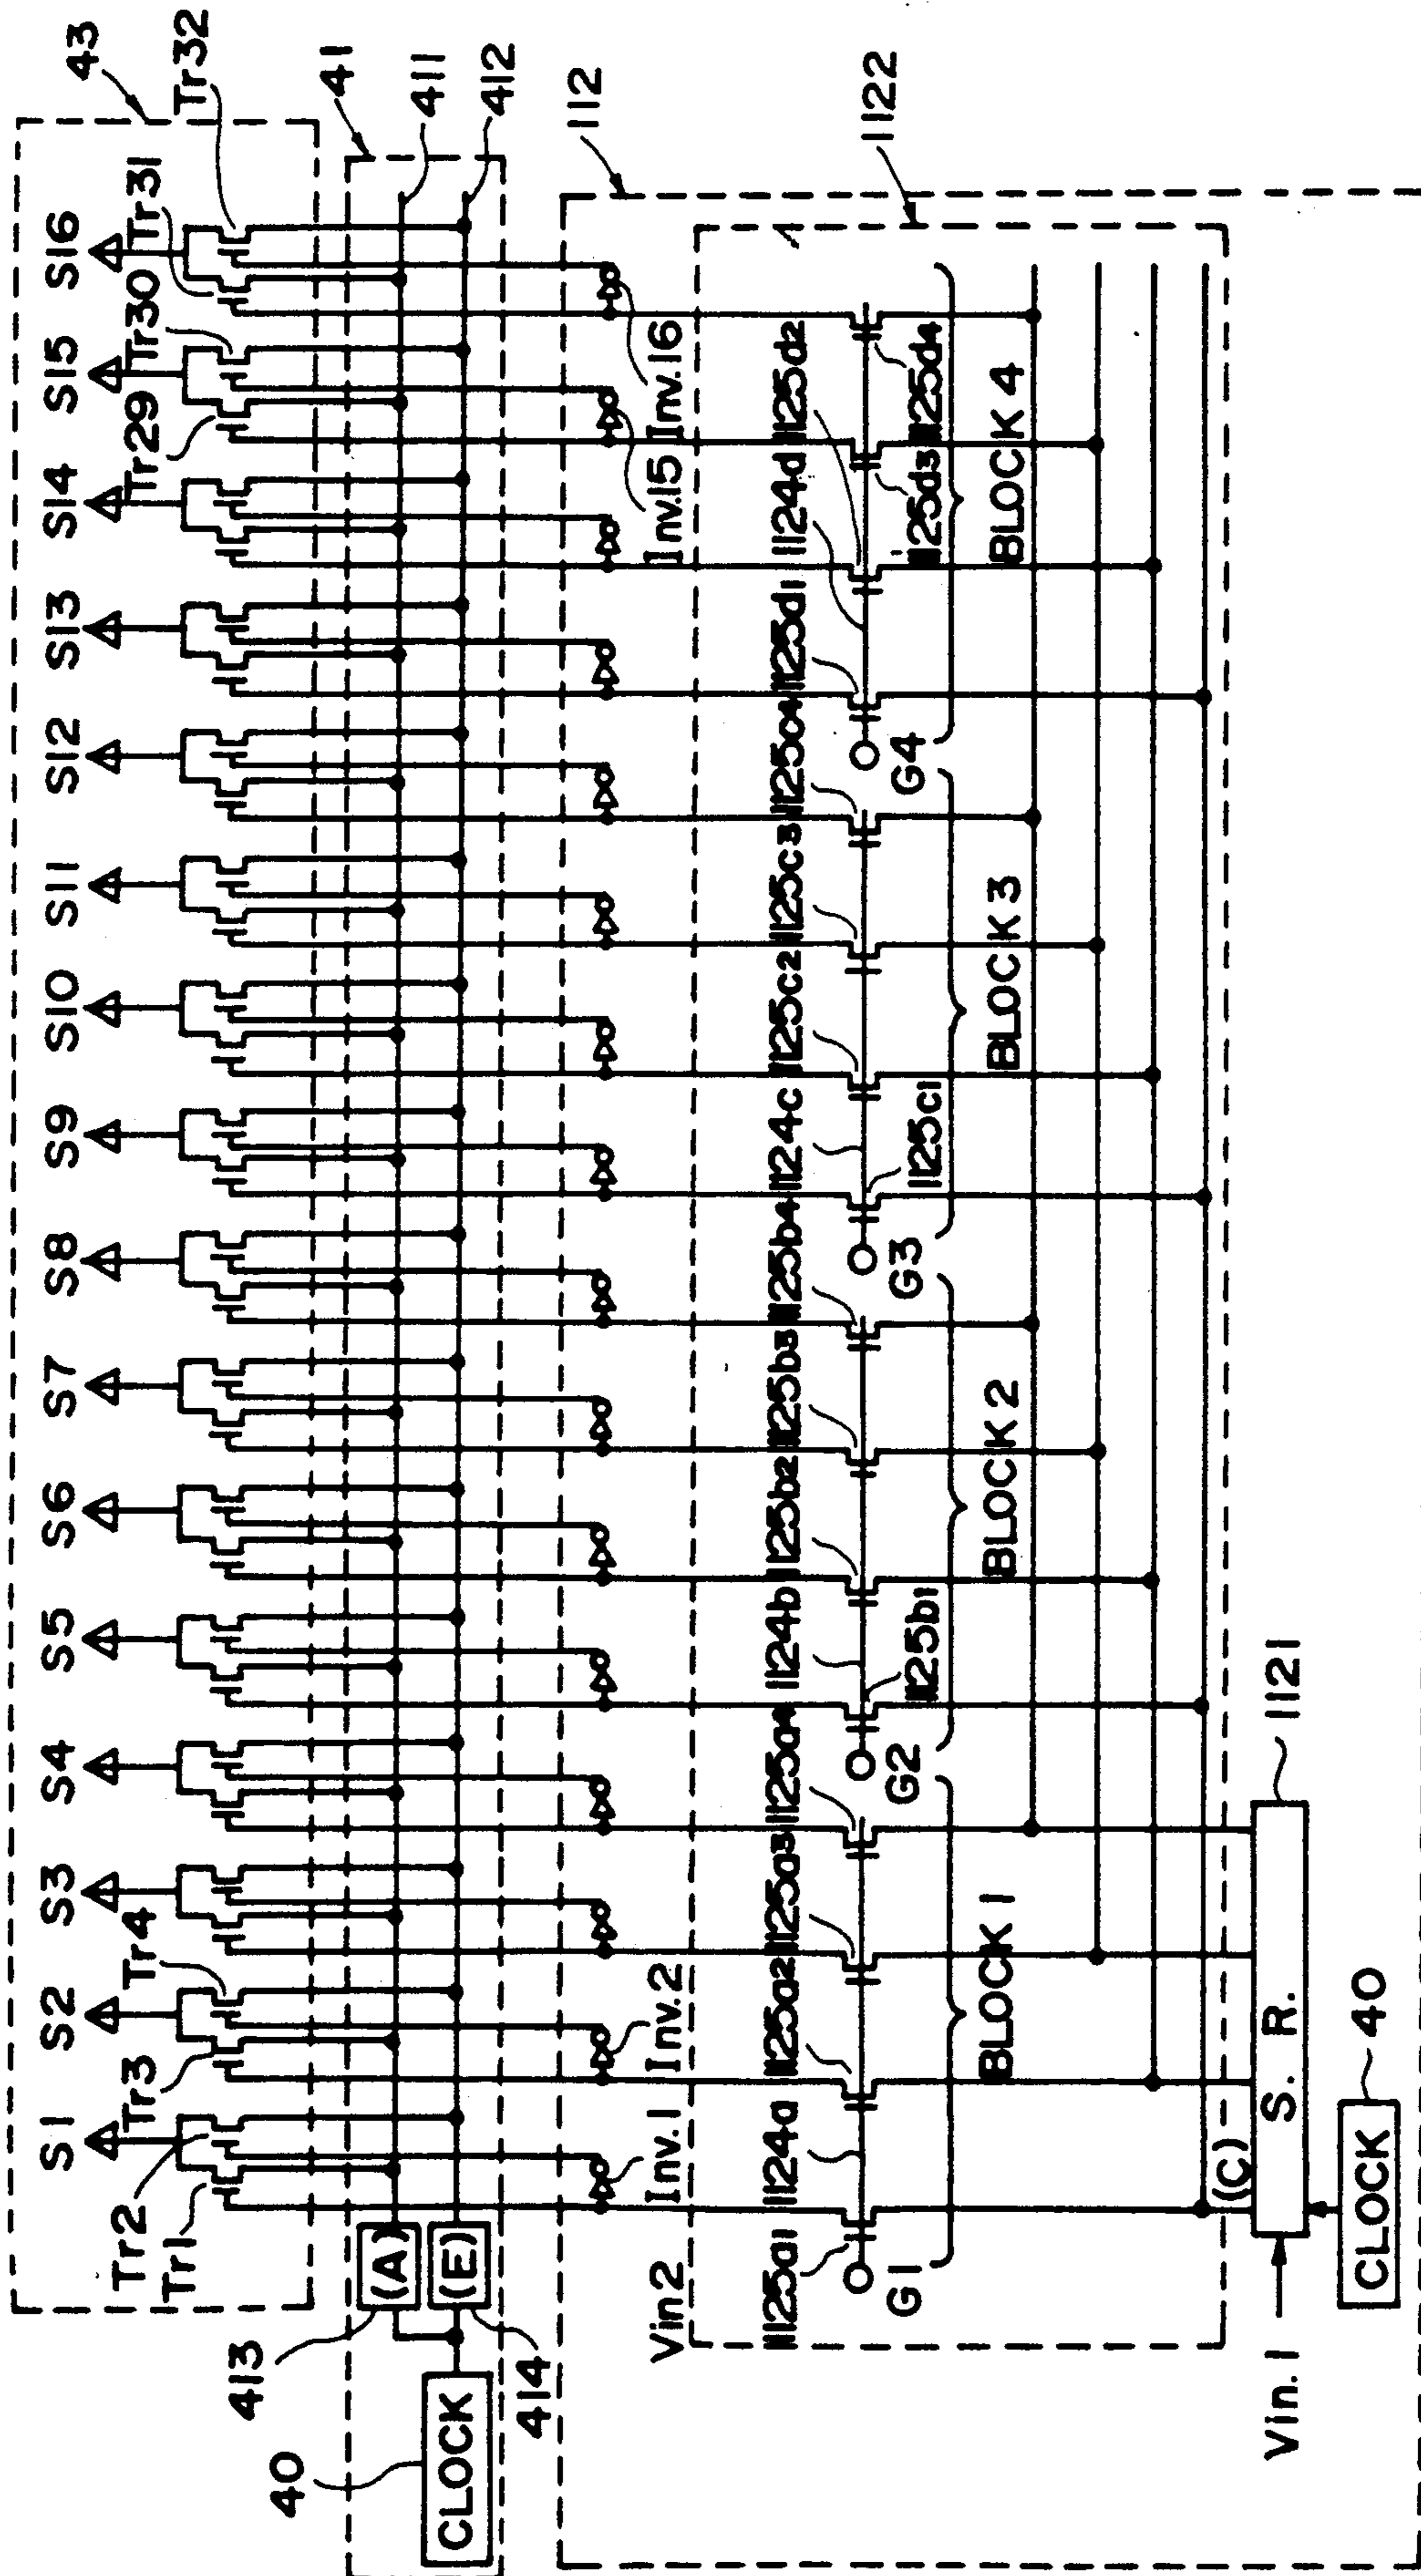 S1 S2 S3 S4 S5 S6 S7 S8 S9 S10 S11 S12 S13 S14 S15 S16
43
Tr2 Tr3 Tr4 Tr29 Tr30 Tr31 Tr32
Tr1
41
413 (A) 411
40 CLOCK (E) 412
414
112
Inv.1 Inv.2 Inv.15 Inv.16
Vin2
1122
1125a1 1124a 1125a2 1125a3 1125a4 1124b 1125b2 1125b3 1125b4 1124c 1125c2 1125c3 1125c4 1125d1 1124d 1125d2
G1 G2 1125b1 G3 1125c1 G4 1125d3 1125d4
BLOCK 1 BLOCK 2 BLOCK 3 BLOCK 4
(C)
Vin.1 S. R. 1121
CLOCK 40